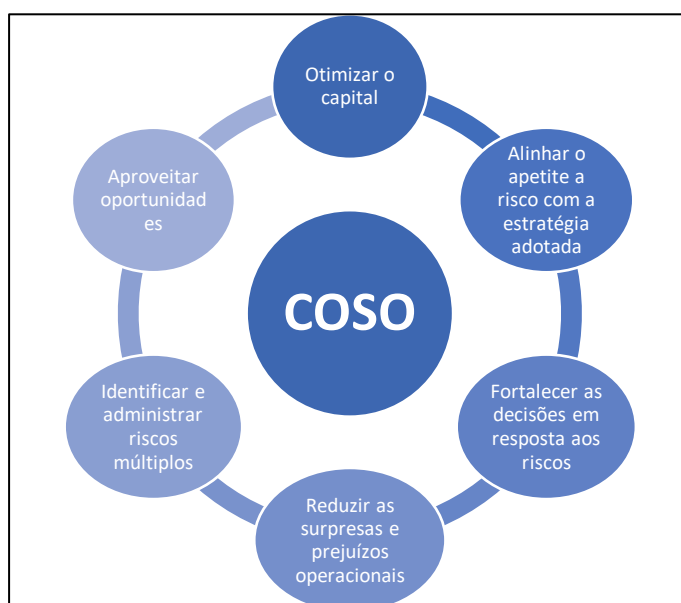 Otimizar o
capital
Alinhar o
apetite a
risco com a
estratégia
adotada
Fortalecer as
decisões em
resposta aos
riscos
Reduzir as
surpresas e
prejuízos
operacionais
Identificar e
administrar
riscos
múltiplos
Aproveitar
oportunidad
es
COSO